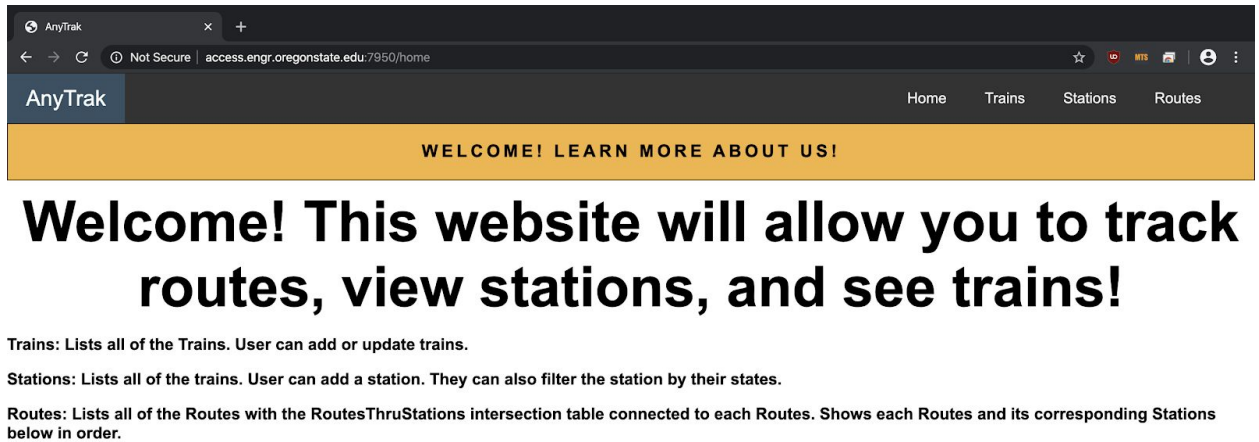 AnyTrak
Not Secure | access.engr.oregonstate.edu:7950/home
MTS
AnyTrak Home Trains Stations Routes
WELCOME! LEARN MORE ABOUT US!
Welcome! This website will allow you to track
routes, view stations, and see trains!
Trains: Lists all of the Trains. User can add or update trains.
Stations: Lists all of the trains. User can add a station. They can also filter the station by their states.
Routes: Lists all of the Routes with the RoutesThruStations intersection table connected to each Routes. Shows each Routes and its corresponding Stations
below in order.